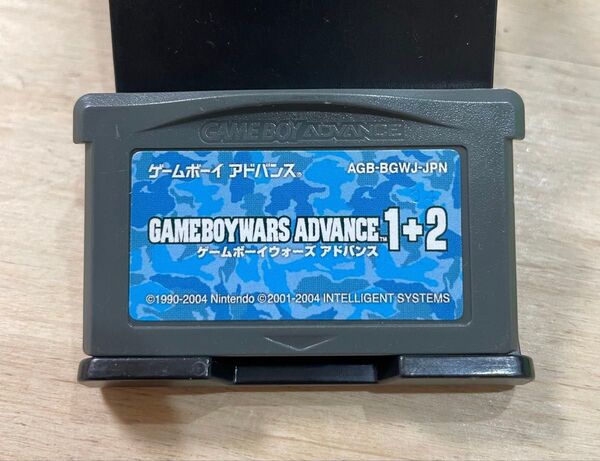 GAME BOY ADVANCE
ゲームボーイ アドバンス® AGB-BGWJ-JPN
GAMEBOYWARS ADVANCE™ 1+2
ゲームボーイウォーズ アドバンス
©1990-2004 Nintendo ©2001-2004 INTELLIGENT SYSTEMS